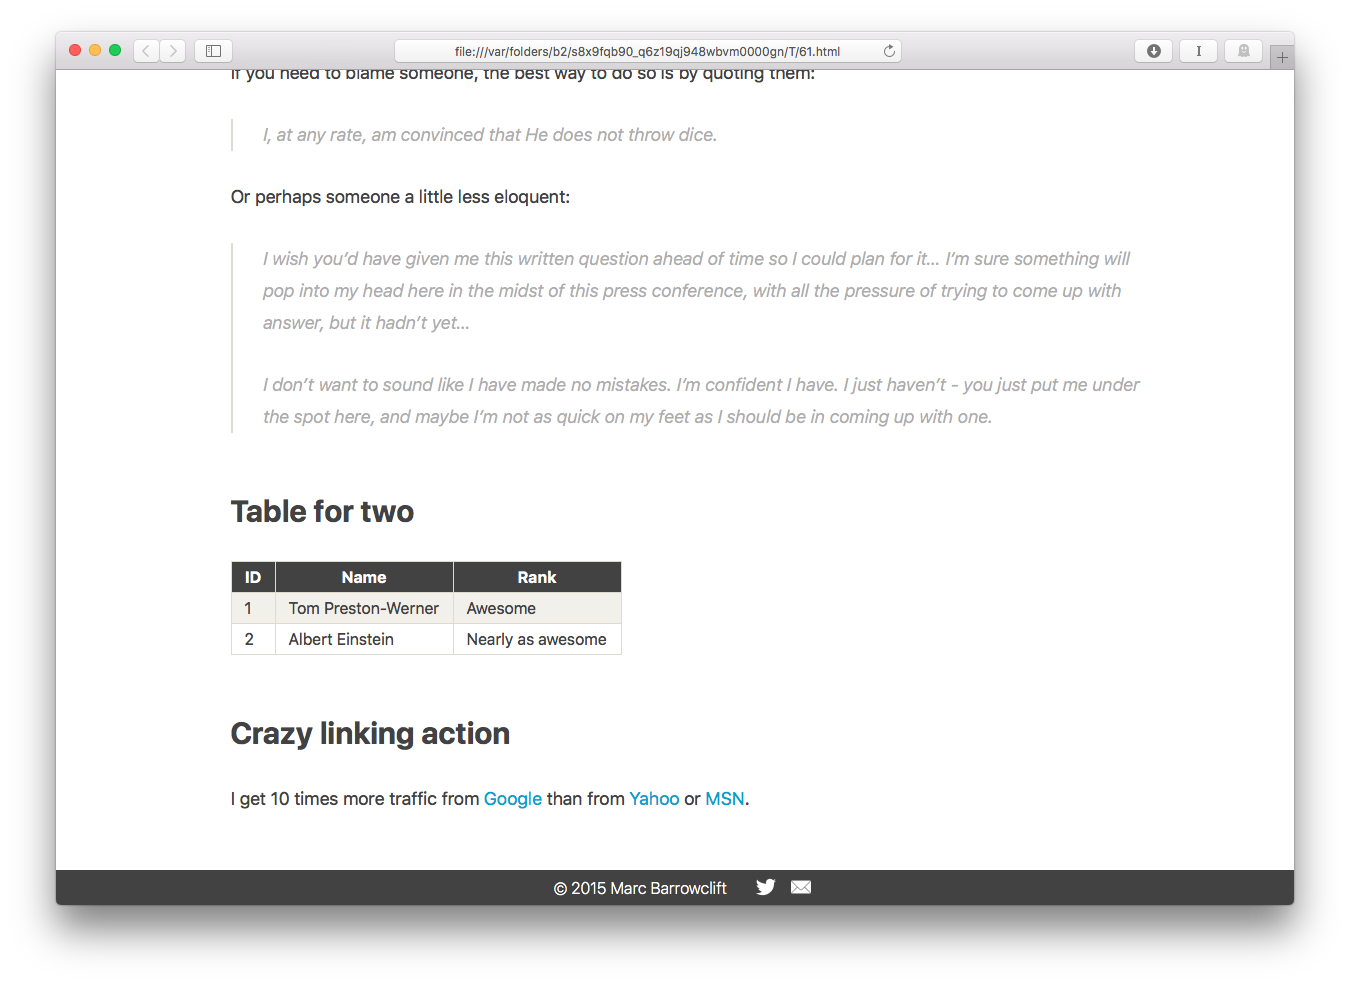 file:///var/folders/b2/s8x9fqb90_q6z19qj948wbvm0000gn/T/61.html
I
If you need to blame someone, the best way to do so is by quoting them:
I, at any rate, am convinced that He does not throw dice.
Or perhaps someone a little less eloquent:
I wish you’d have given me this written question ahead of time so I could plan for it... I’m sure something will
pop into my head here in the midst of this press conference, with all the pressure of trying to come up with
answer, but it hadn’t yet...
I don’t want to sound like I have made no mistakes. I’m confident I have. I just haven’t - you just put me under
the spot here, and maybe I’m not as quick on my feet as I should be in coming up with one.
Table for two
ID Name Rank
1 Tom Preston-Werner Awesome
2 Albert Einstein Nearly as awesome
Crazy linking action
I get 10 times more traffic from Google than from Yahoo or MSN.
© 2015 Marc Barrowclift